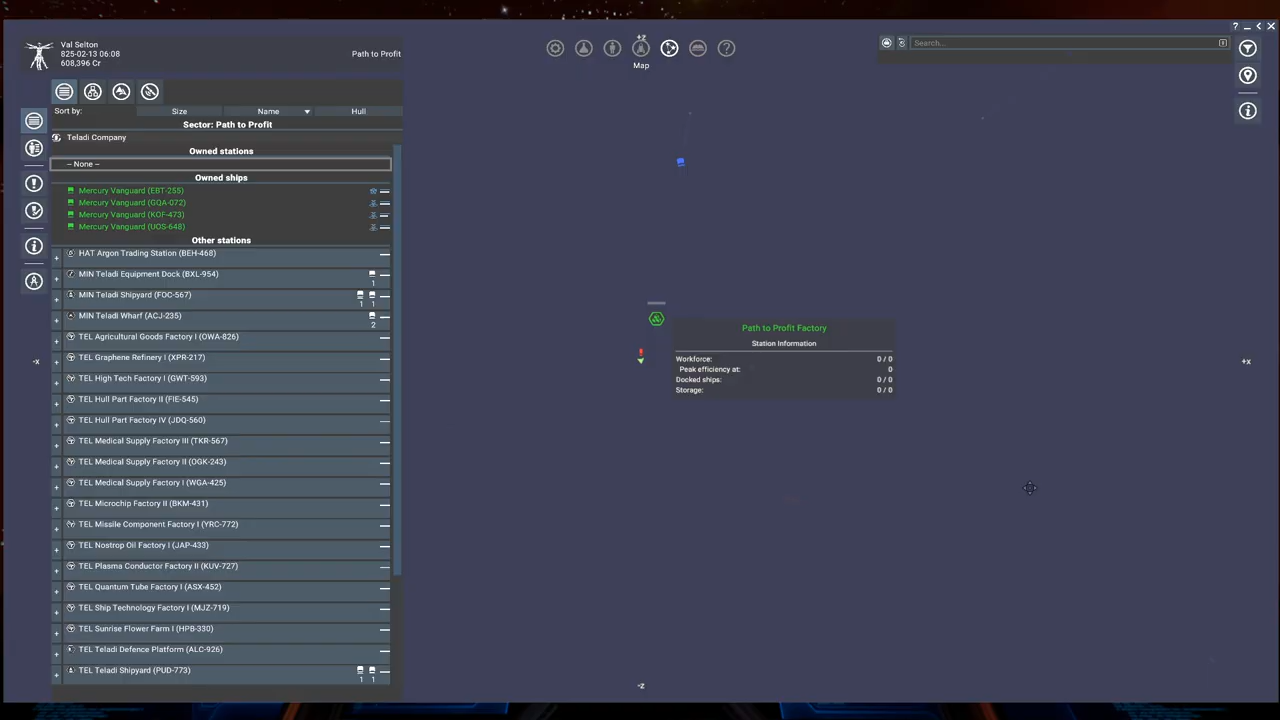 ? – < ×
Val Selton
825-02-13 06:08
608,396 Cr
Path to Profit
+Z
?
Map
Search...
Sort by:
Size
Name
Hull
Sector: Path to Profit
Teladi Company
Owned stations
-- None --
Owned ships
Mercury Vanguard (EBT-255)
Mercury Vanguard (GQA-072)
Mercury Vanguard (KOF-473)
Mercury Vanguard (UOS-648)
Other stations
+ HAT Argon Trading Station (BEH-468)
+ MIN Teladi Equipment Dock (BXL-954) 1
+ MIN Teladi Shipyard (FOC-567) 1 1
+ MIN Teladi Wharf (ACJ-235) 2
+ TEL Agricultural Goods Factory I (OWA-826)
+ TEL Graphene Refinery I (XPR-217)
+ TEL High Tech Factory I (GWT-593)
+ TEL Hull Part Factory II (FIE-545)
+ TEL Hull Part Factory IV (JDQ-560)
+ TEL Medical Supply Factory III (TKR-567)
+ TEL Medical Supply Factory II (OGK-243)
+ TEL Medical Supply Factory I (WGA-425)
+ TEL Microchip Factory II (BKM-431)
+ TEL Missile Component Factory I (YRC-772)
+ TEL Nostrop Oil Factory I (JAP-433)
+ TEL Plasma Conductor Factory II (KUV-727)
+ TEL Quantum Tube Factory I (ASX-452)
+ TEL Ship Technology Factory I (MJZ-719)
+ TEL Sunrise Flower Farm I (HPB-330)
+ TEL Teladi Defence Platform (ALC-926)
+ TEL Teladi Shipyard (PUD-773) 1 1
Path to Profit Factory
Station Information
Workforce: 0 / 0
Peak efficiency at: 0
Docked ships: 0 / 0
Storage: 0 / 0
-X
+X
-Z